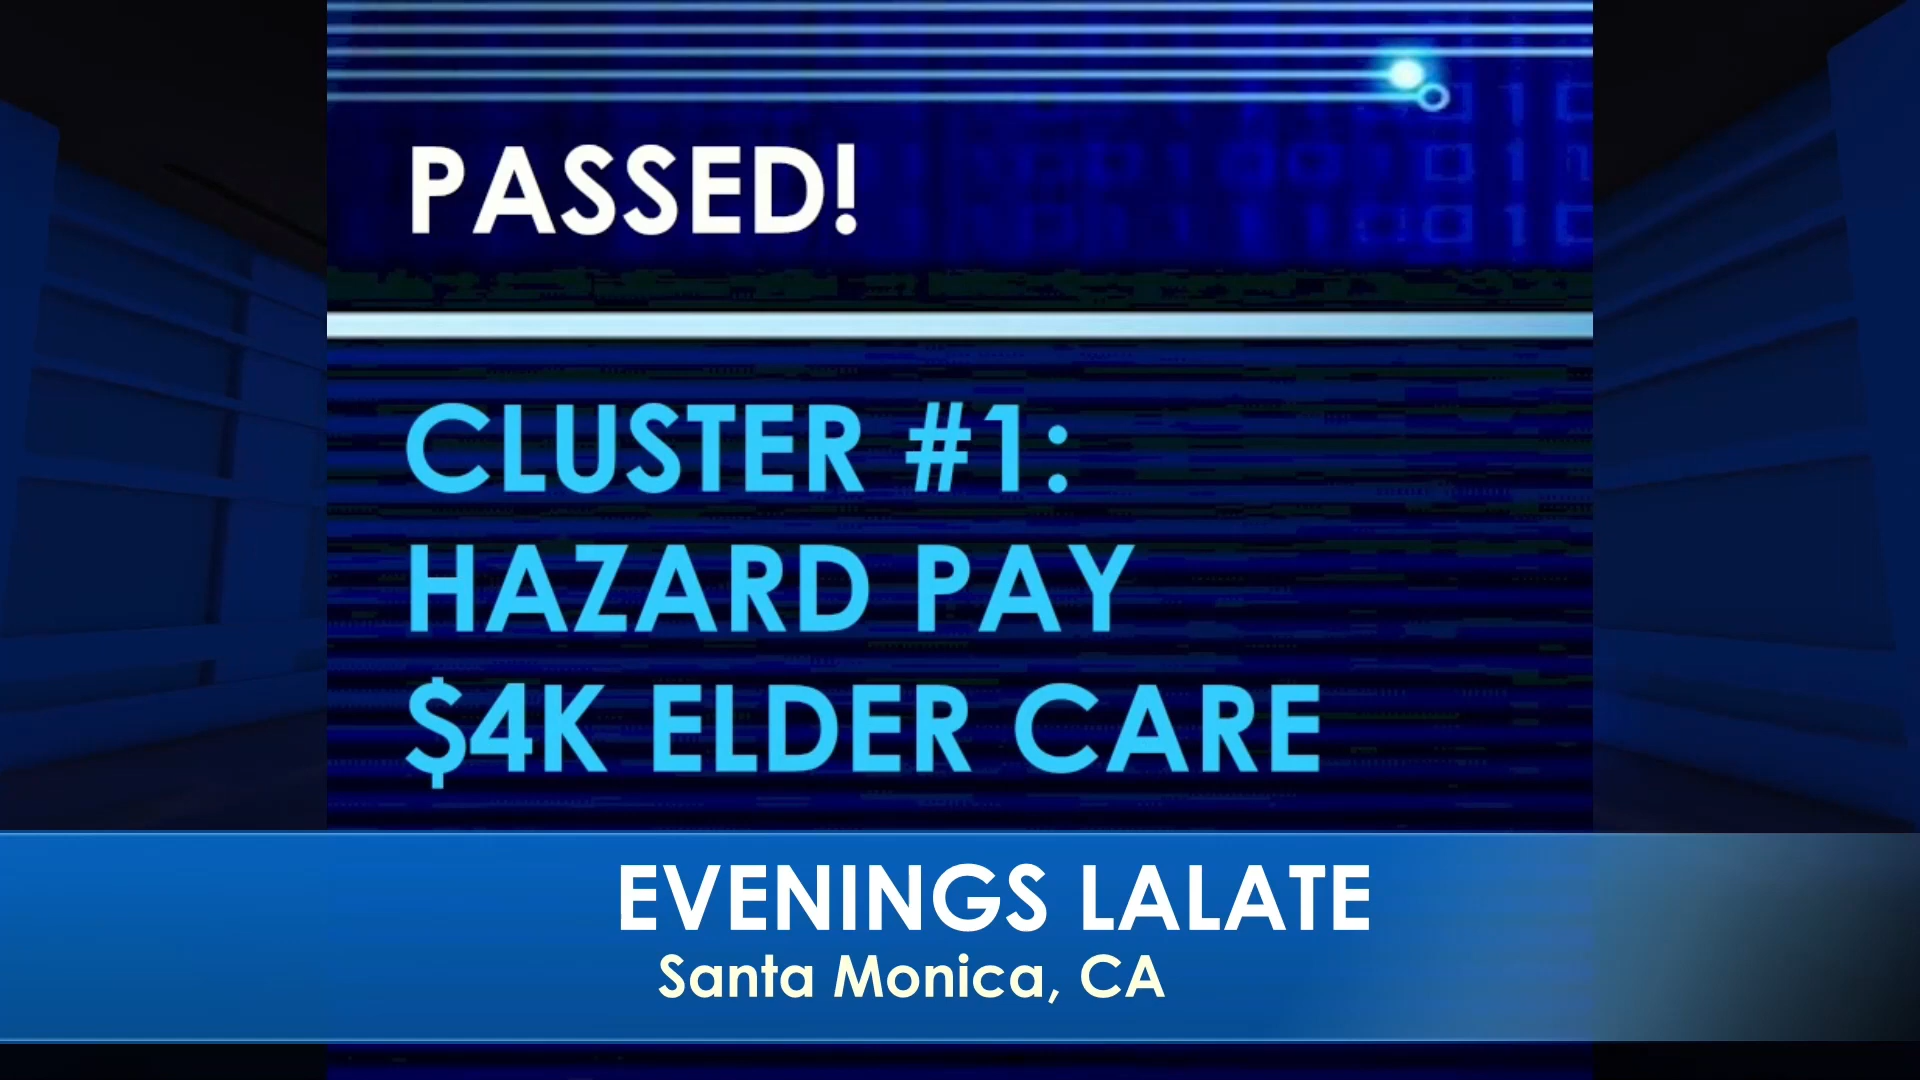 PASSED!
CLUSTER #1:
HAZARD PAY
$4K ELDER CARE
EVENINGS LALATE
Santa Monica, CA